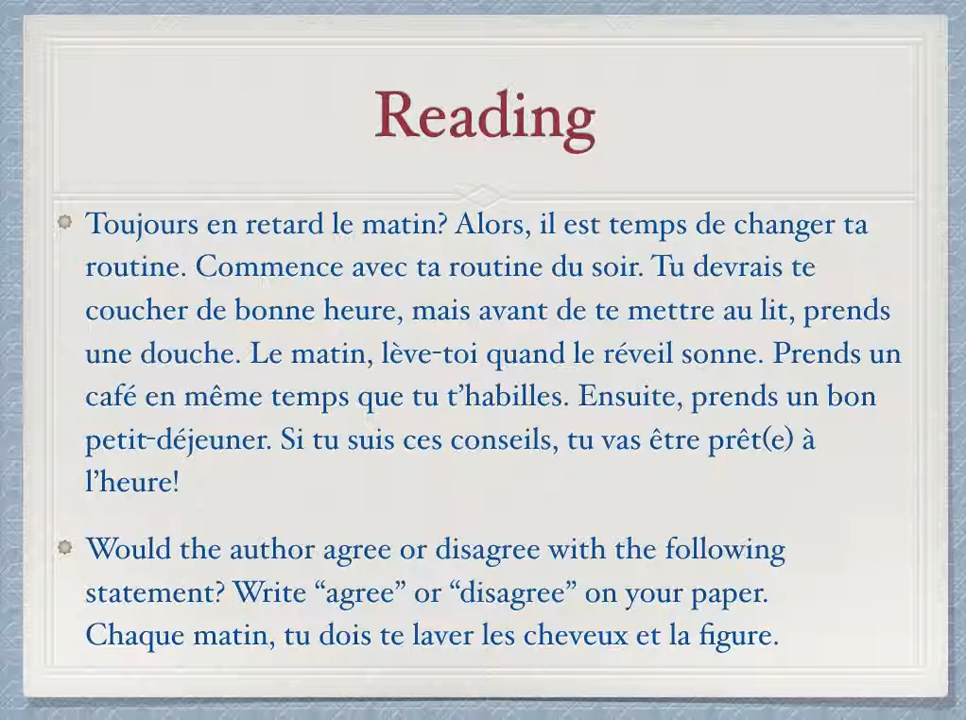 Reading
Toujours en retard le matin? Alors, il est temps de changer ta
routine. Commence avec ta routine du soir. Tu devrais te
coucher de bonne heure, mais avant de te mettre au lit, prends
une douche. Le matin, lève-toi quand le réveil sonne. Prends un
café en même temps que tu t'habilles. Ensuite, prends un bon
petit-déjeuner. Si tu suis ces conseils, tu vas être prêt(e) à
l'heure!
Would the author agree or disagree with the following
statement? Write “agree” or “disagree” on your paper.
Chaque matin, tu dois te laver les cheveux et la figure.